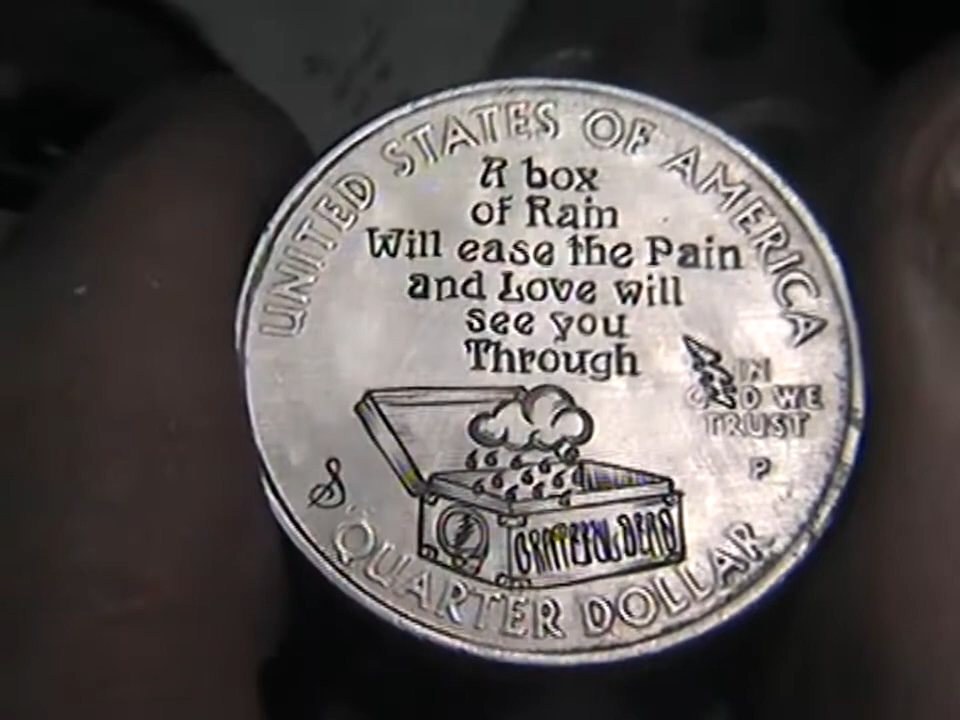 UNITED STATES OF AMERICA
A box
of Rain
Will ease the Pain
and Love will
see you
Through
IN
GOD WE
TRUST
P
S
GRATEFUL DEAD
QUARTER DOLLAR